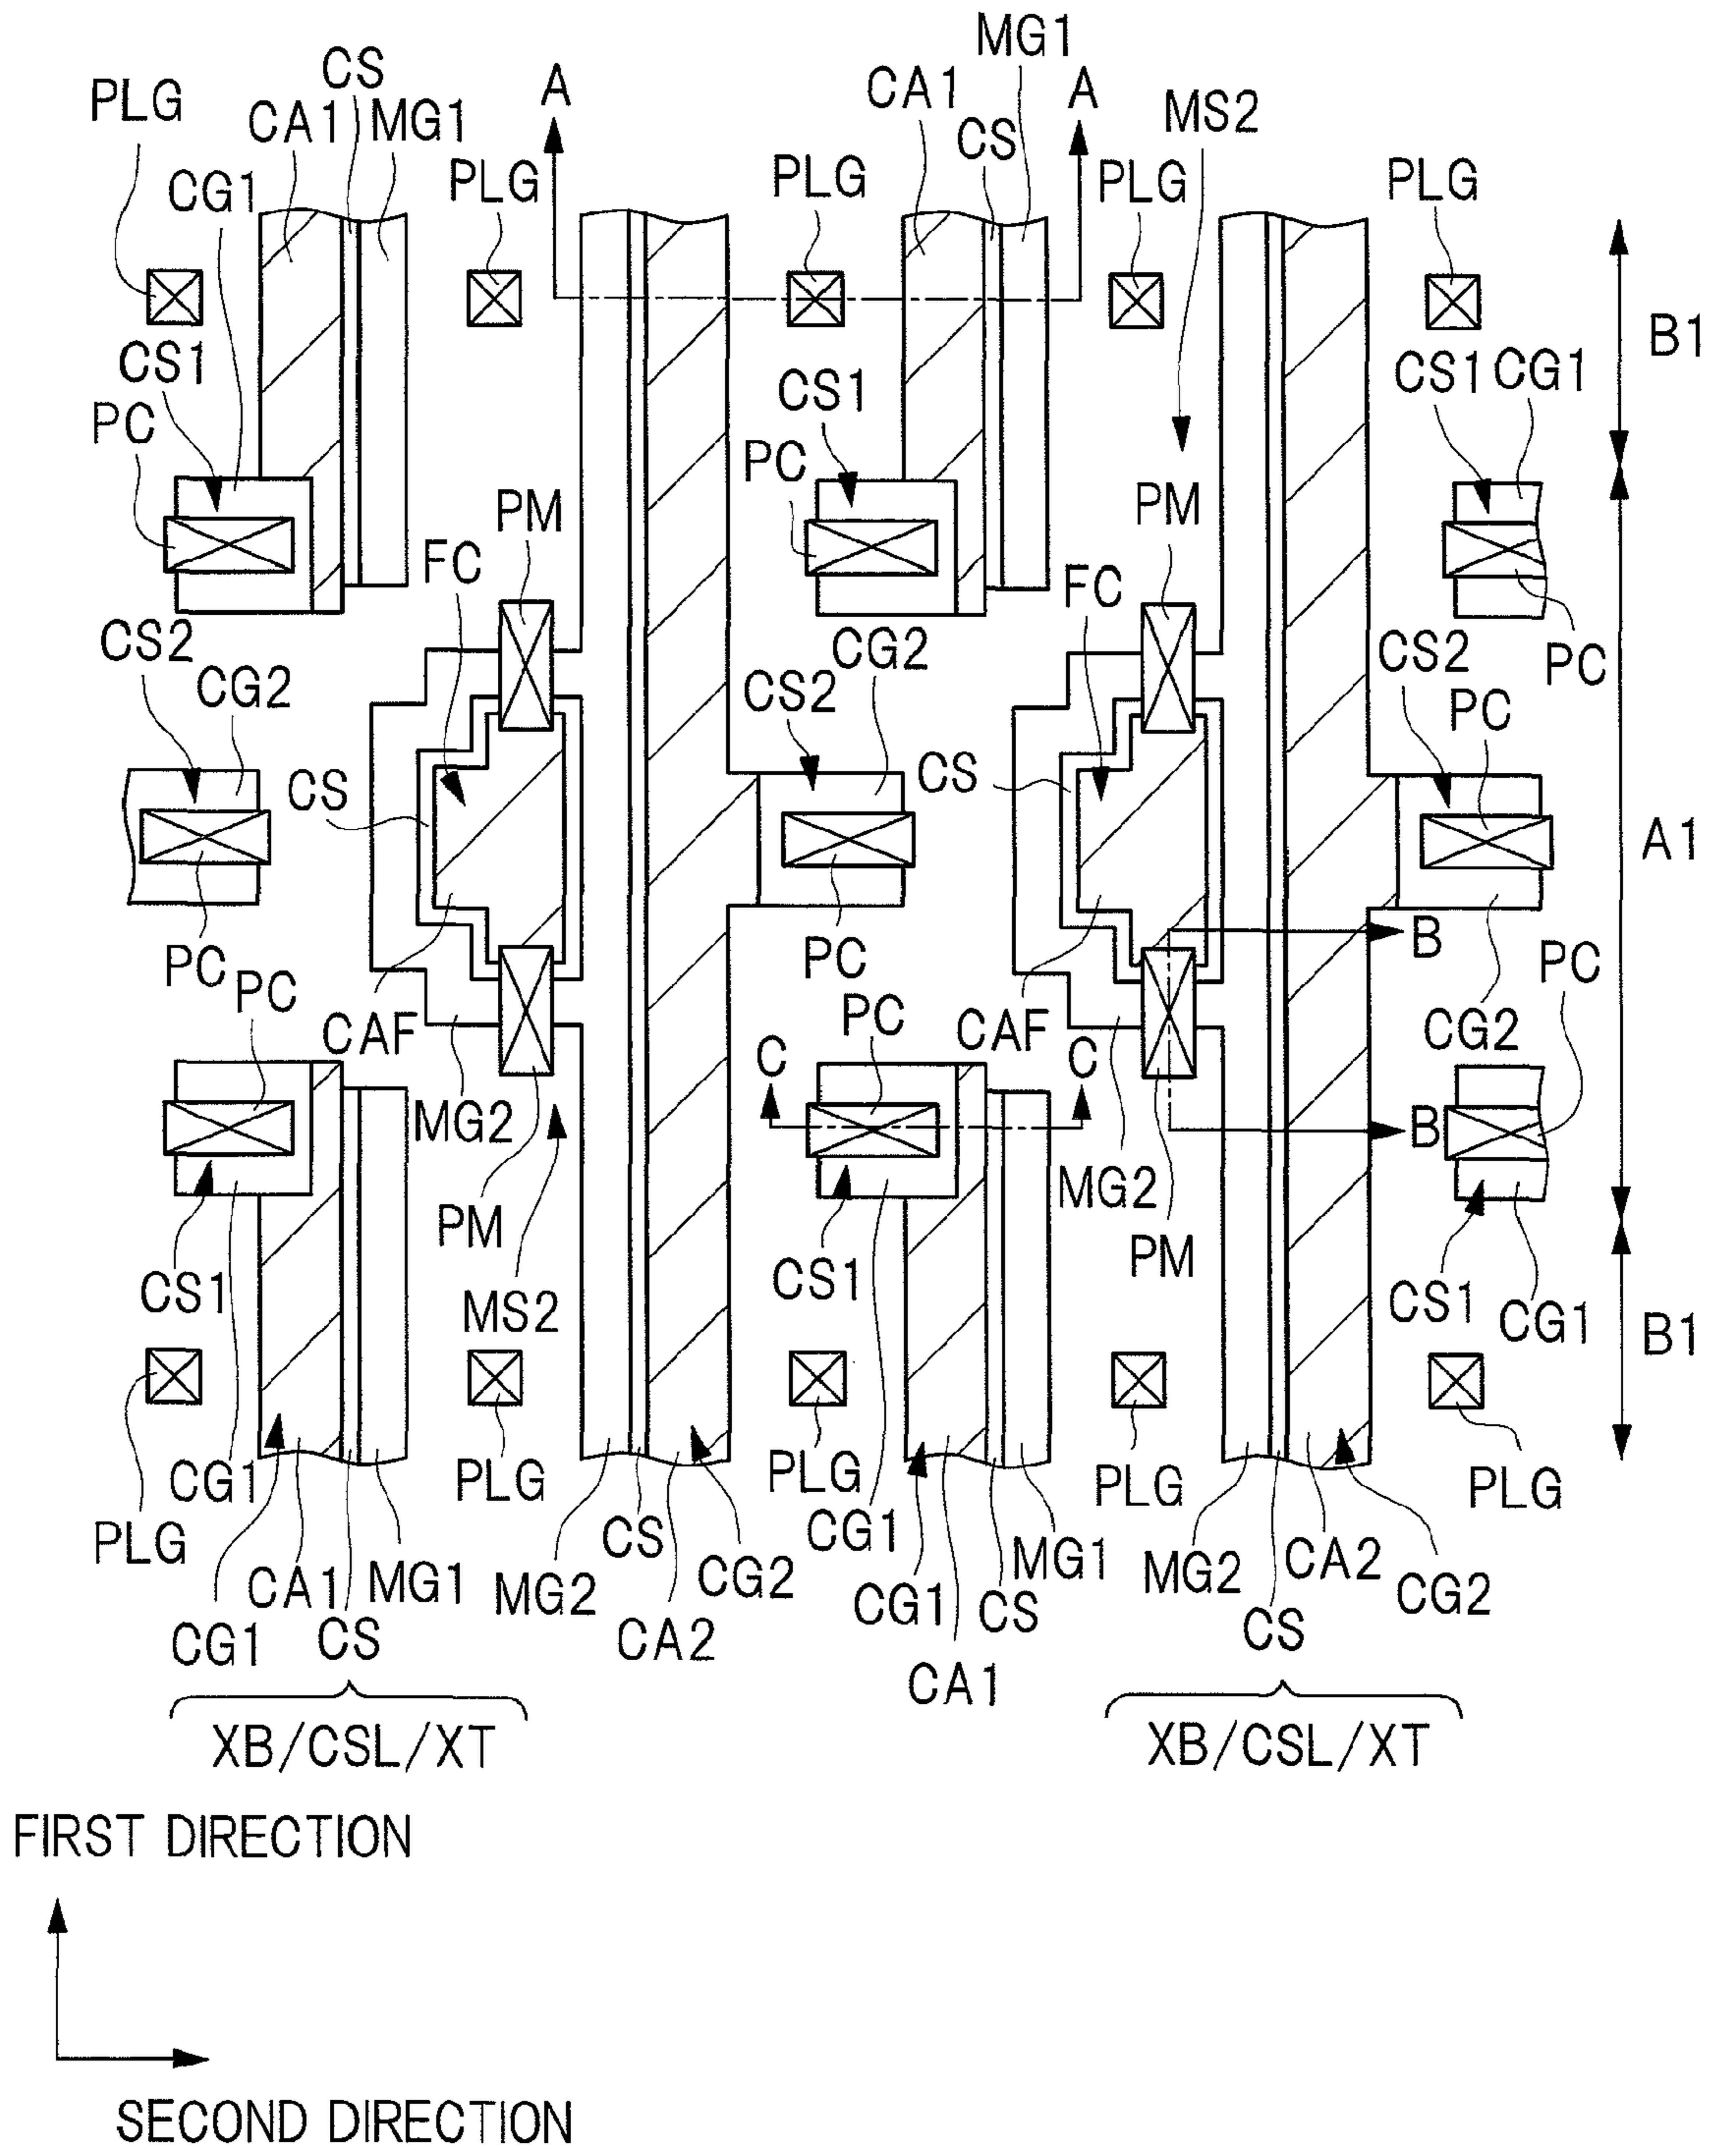 MG1
CS
PLG
CA1
MG1
A
CA1
CS
A
MS2
CG1
PLG
PLG
PLG
PLG
B1
CS1
PC
CS1
PC
CS1
CG1
PM
PM
FC
FC
CS2
CG2
CG2
CS2
CS2
PC
PC
CS
CS
A1
PC
PC
B
PC
PC
CAF
PC
CAF
CG2
C
C
MG2
B
MG2
PM
PM
CS1
CS1
CS1
CG1
MS2
B1
CG1
PLG
PLG
PLG
PLG
PLG
CG1
CS
MG1
CA1
MG1
MG2
CG2
CG1
CS
MG2
CA2
CG2
CG1
CS
CA2
CS
CA1
XB/CSL/XT
XB/CSL/XT
FIRST DIRECTION
SECOND DIRECTION